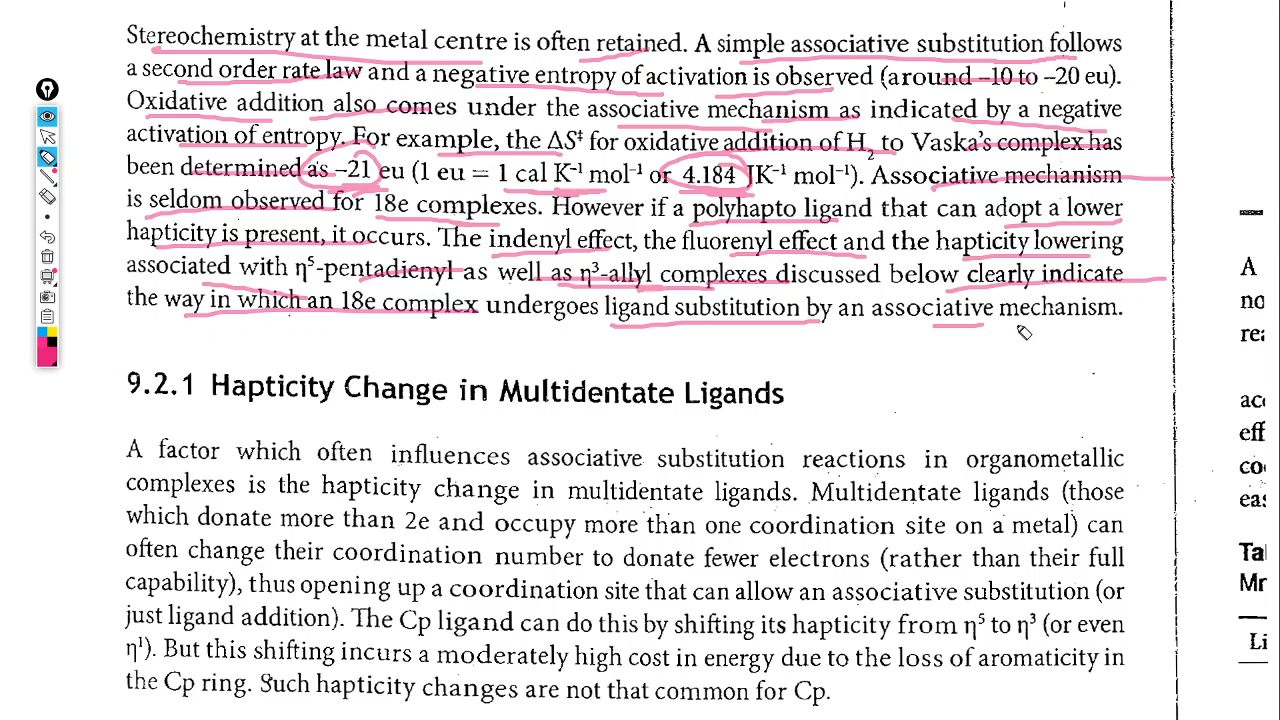 Stereochemistry at the metal centre is often retained. A simple associative substitution follows
a second order rate law and a negative entropy of activation is observed (around –10 to –20 eu).
Oxidative addition also comes under the associative mechanism as indicated by a negative
activation of entropy. For example, the ΔS‡ for oxidative addition of H₂ to Vaska's complex has
been determined as –21 eu (1 eu = 1 cal K⁻¹ mol⁻¹ or 4.184 JK⁻¹ mol⁻¹). Associative mechanism
is seldom observed for 18e complexes. However if a polyhapto ligand that can adopt a lower
hapticity is present, it occurs. The indenyl effect, the fluorenyl effect and the hapticity lowering
associated with η⁵-pentadienyl as well as η³-allyl complexes discussed below clearly indicate
the way in which an 18e complex undergoes ligand substitution by an associative mechanism.
9.2.1 Hapticity Change in Multidentate Ligands
A factor which often influences associative substitution reactions in organometallic
complexes is the hapticity change in multidentate ligands. Multidentate ligands (those
which donate more than 2e and occupy more than one coordination site on a metal) can
often change their coordination number to donate fewer electrons (rather than their full
capability), thus opening up a coordination site that can allow an associative substitution (or
just ligand addition). The Cp ligand can do this by shifting its hapticity from η⁵ to η³ (or even
η¹). But this shifting incurs a moderately high cost in energy due to the loss of aromaticity in
the Cp ring. Such hapticity changes are not that common for Cp.
A
no
rea
acc
eff
co
eas
Ta
Mr
Li